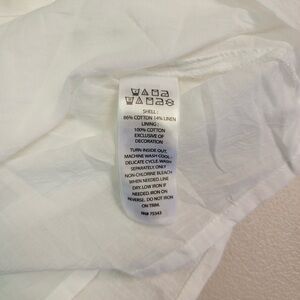 SHELL :
86% COTTON 14% LINEN
LINING :
100% COTTON
EXCLUSIVE OF
DECORATION
TURN INSIDE OUT,
MACHINE WASH COOL -
DELICATE CYCLE. WASH
SEPARATELY. ONLY
NON-CHLORINE BLEACH
WHEN NEEDED. LINE
DRY. LOW IRON IF
NEEDED. IRON ON
REVERSE. DO NOT IRON
ON TRIM.
75543